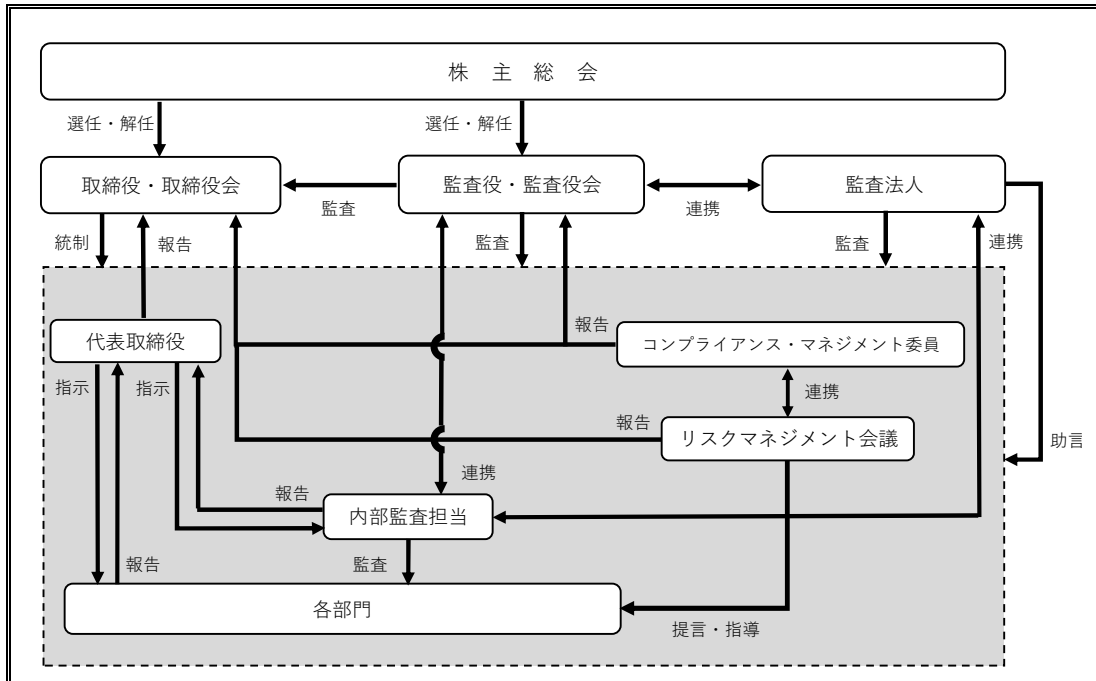 株 主 総 会
選任・解任
選任・解任
取締役・取締役会
監査役・監査役会
監査法人
監査
連携
統制
報告
監査
監査
連携
代表取締役
報告
コンプライアンス・マネジメント委員
指示
指示
連携
報告
リスクマネジメント会議
助言
連携
報告
内部監査担当
報告
監査
各部門
提言・指導